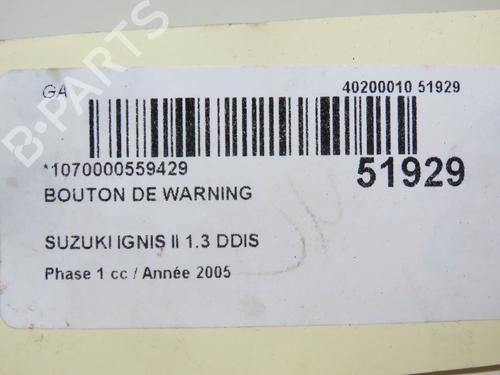 B-PARTS
GA
40200010 51929
*1070000559429
51929
BOUTON DE WARNING
SUZUKI IGNIS II 1.3 DDIS
Phase 1 cc / Année 2005